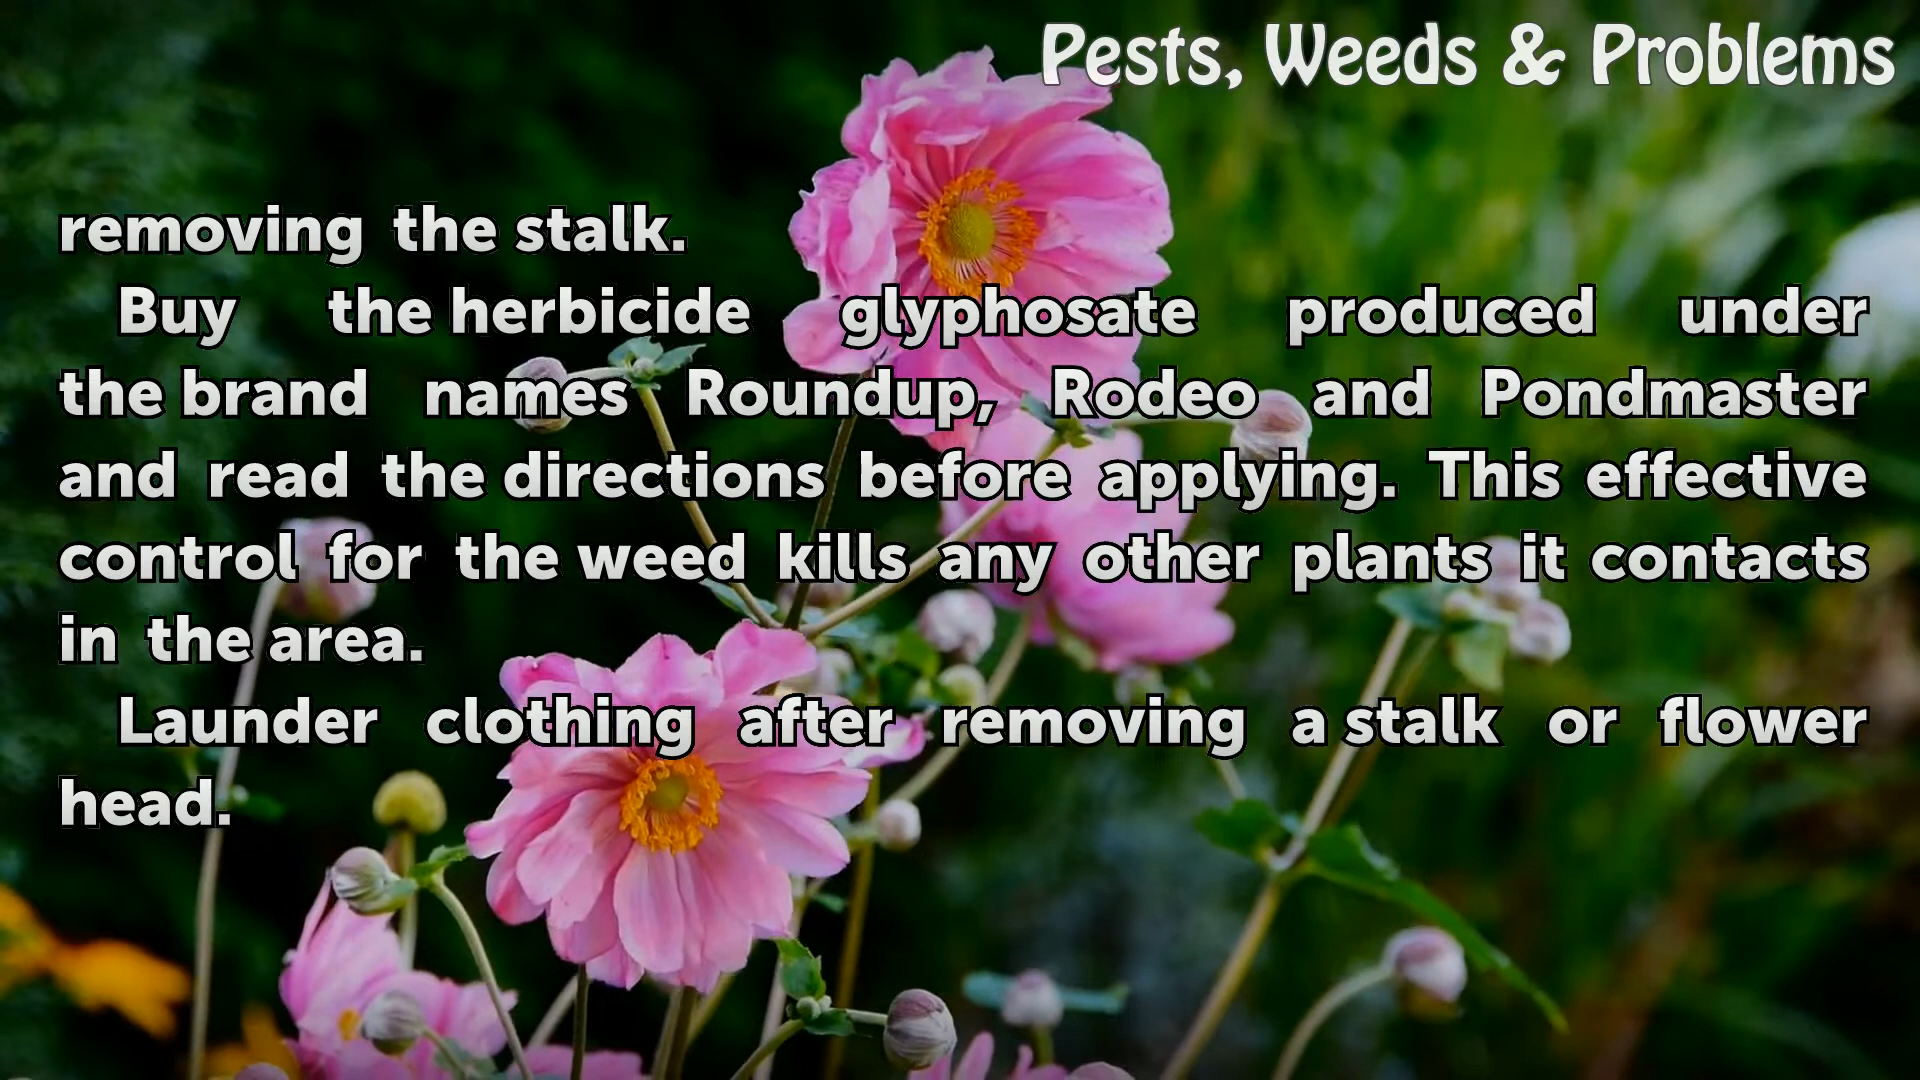 Pests, Weeds & Problems
removing the stalk.
Buy the herbicide glyphosate produced under
the brand names Roundup, Rodeo and Pondmaster
and read the directions before applying. This effective
control for the weed kills any other plants it contacts
in the area.
Launder clothing after removing a stalk or flower
head.